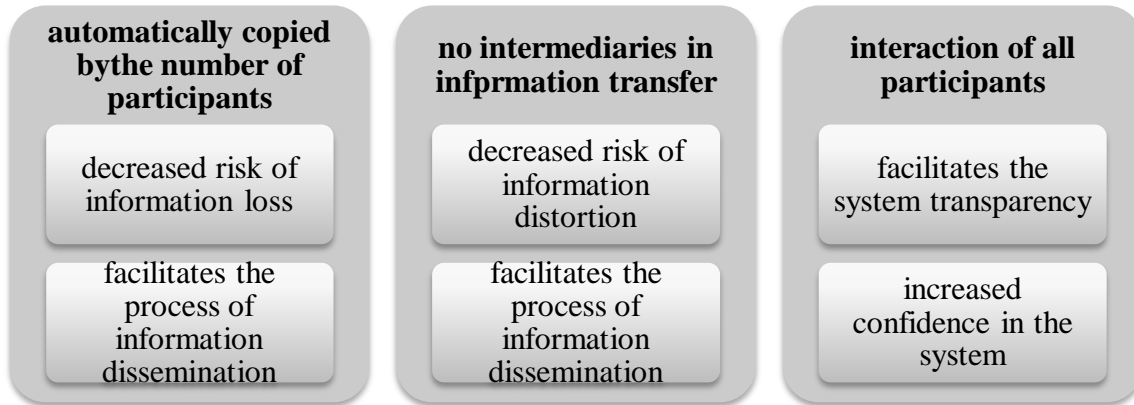 automatically copied
bythe number of
participants
decreased risk of
information loss
facilitates the
process of
information
dissemination
no intermediaries in
infprmation transfer
decreased risk of
information
distortion
facilitates the
process of
information
dissemination
interaction of all
participants
facilitates the
system transparency
increased
confidence in the
system